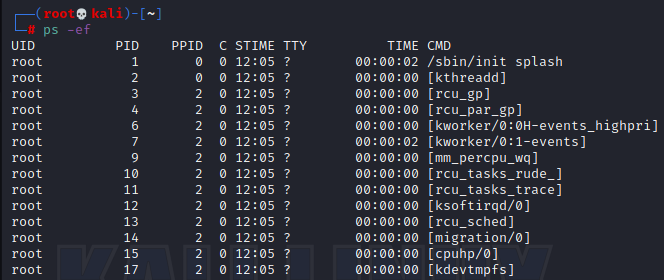 ┌──(root💀kali)-[~]
└─# ps -ef
UID          PID    PPID  C STIME TTY          TIME CMD
root           1       0  0 12:05 ?        00:00:02 /sbin/init splash
root           2       0  0 12:05 ?        00:00:00 [kthreadd]
root           3       2  0 12:05 ?        00:00:00 [rcu_gp]
root           4       2  0 12:05 ?        00:00:00 [rcu_par_gp]
root           6       2  0 12:05 ?        00:00:00 [kworker/0:0H-events_highpri]
root           7       2  0 12:05 ?        00:00:02 [kworker/0:1-events]
root           9       2  0 12:05 ?        00:00:00 [mm_percpu_wq]
root          10       2  0 12:05 ?        00:00:00 [rcu_tasks_rude_]
root          11       2  0 12:05 ?        00:00:00 [rcu_tasks_trace]
root          12       2  0 12:05 ?        00:00:00 [ksoftirqd/0]
root          13       2  0 12:05 ?        00:00:00 [rcu_sched]
root          14       2  0 12:05 ?        00:00:00 [migration/0]
root          15       2  0 12:05 ?        00:00:00 [cpuhp/0]
root          17       2  0 12:05 ?        00:00:00 [kdevtmpfs]